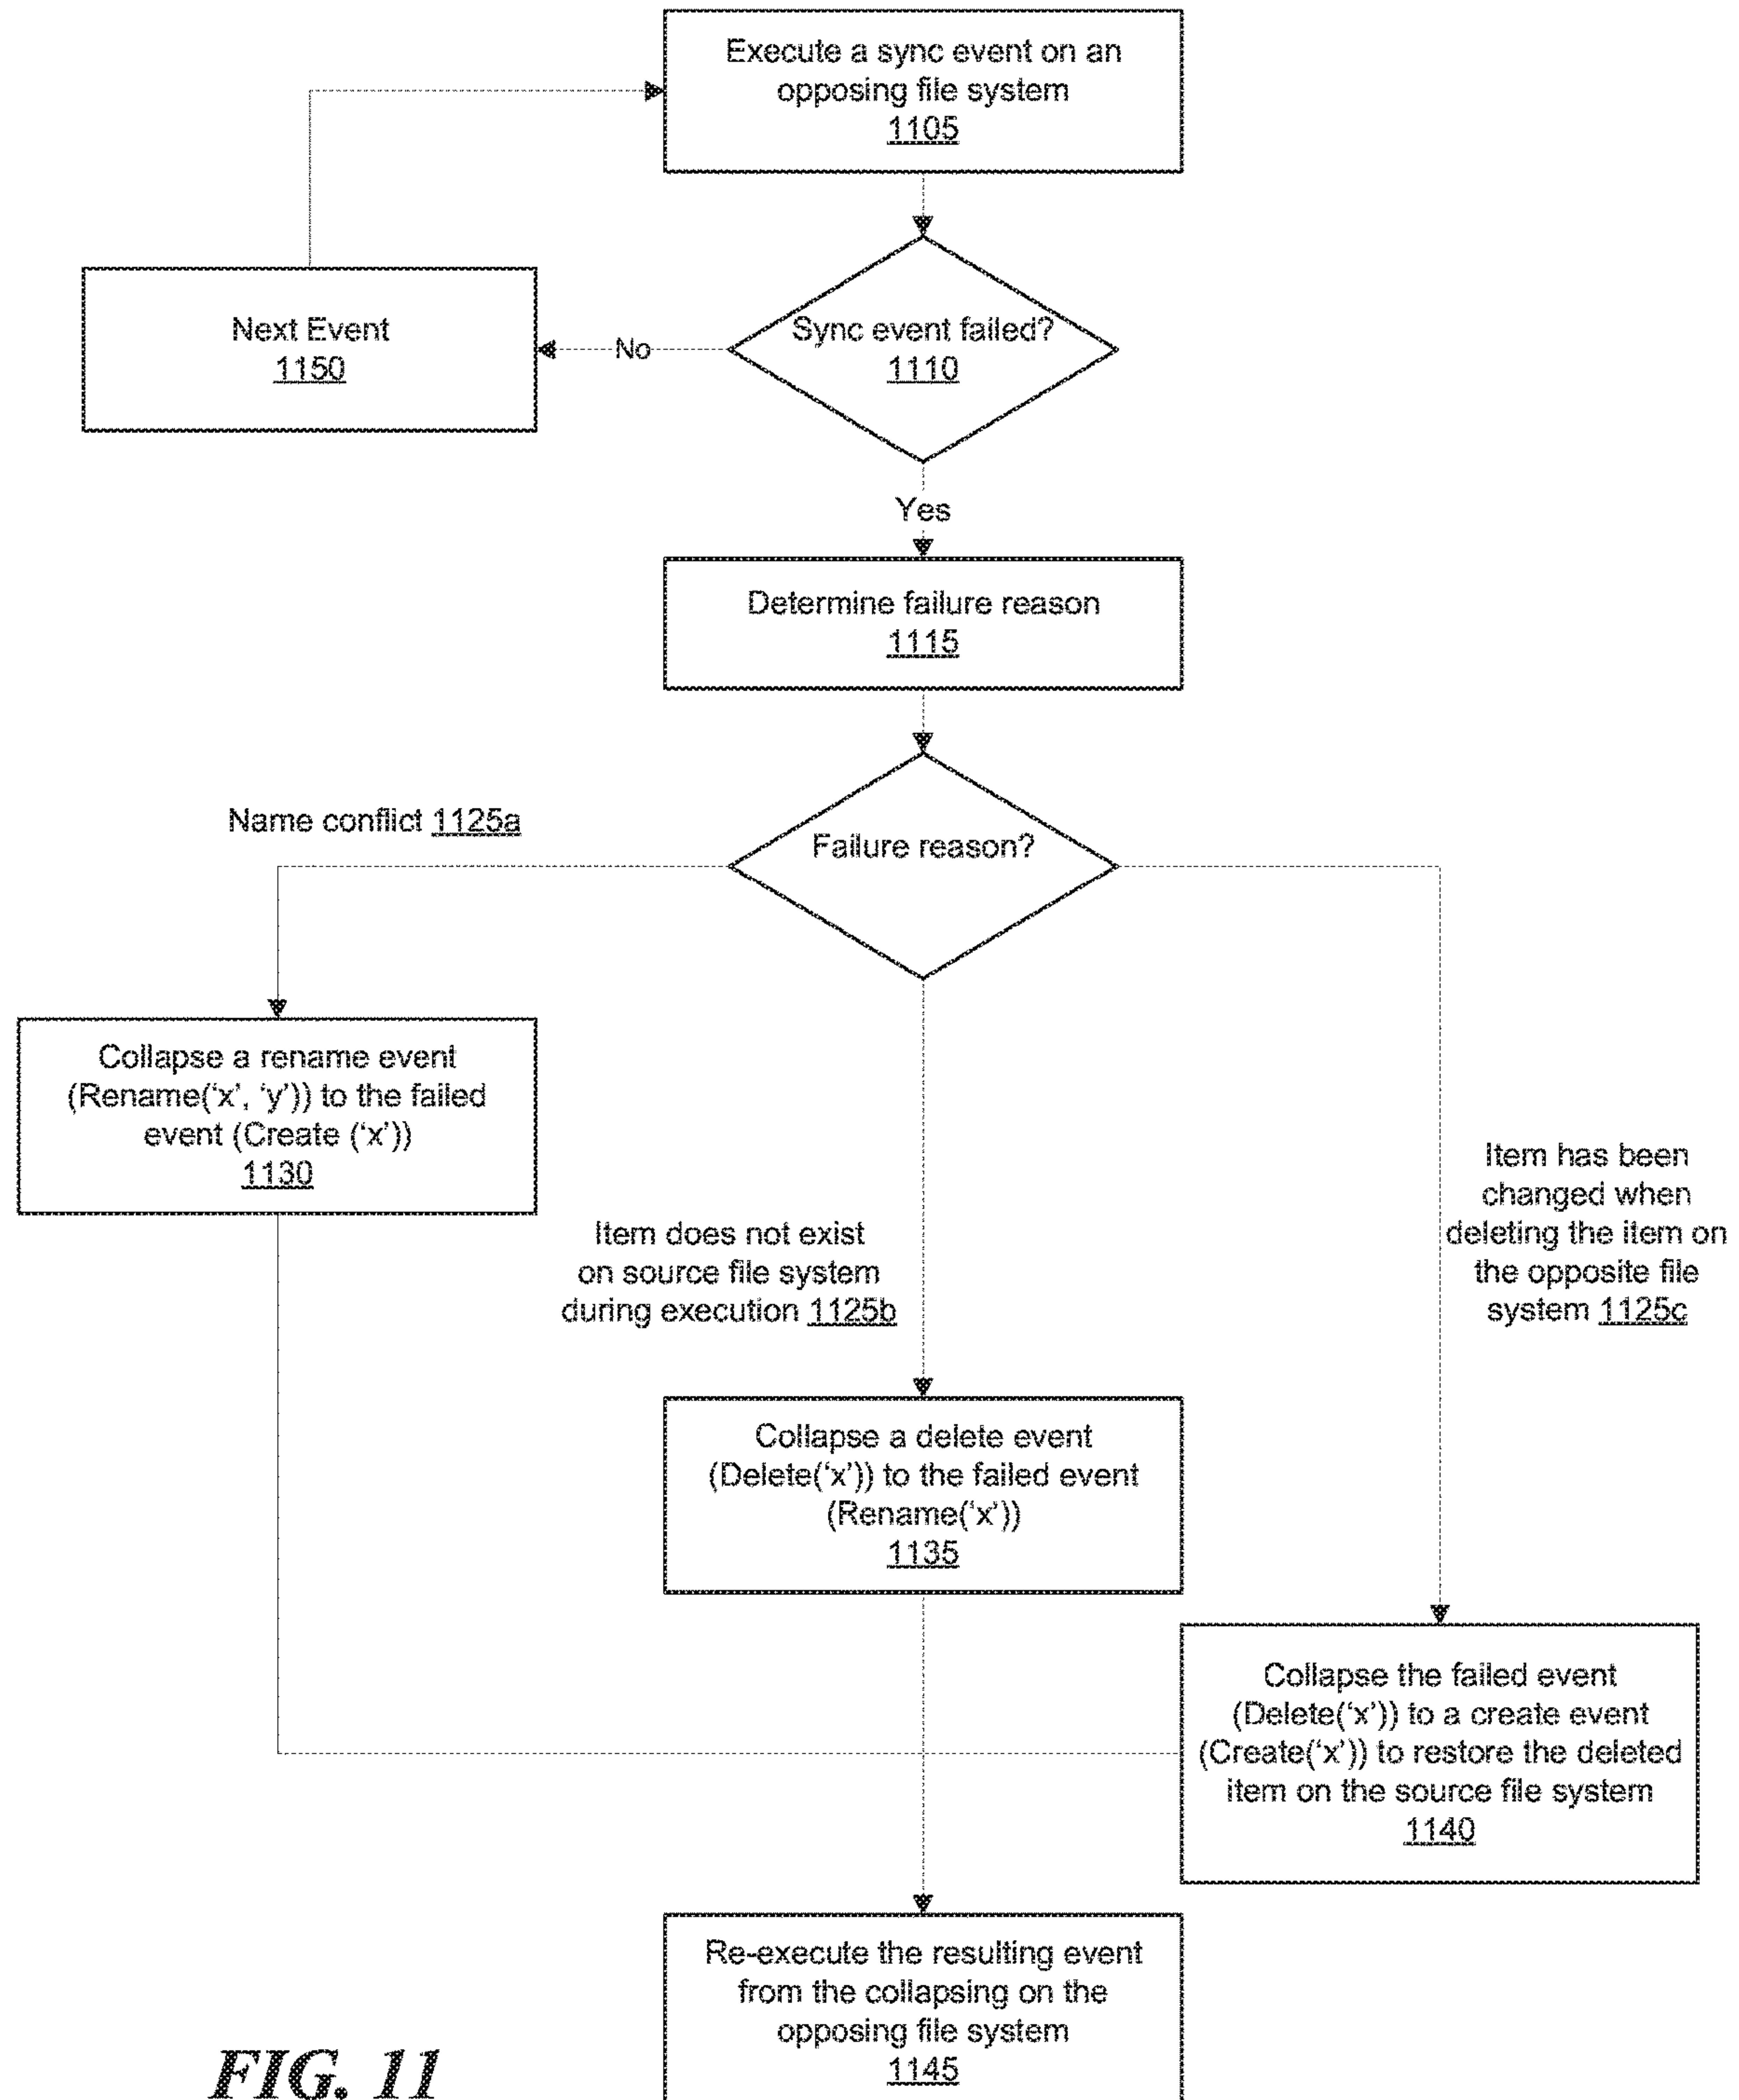 Execute a sync event on an
opposing file system
1105
Next Event
1150
No
Sync event failed?
1110
Yes
Determine failure reason
1115
Name conflict 1125a
Failure reason?
Collapse a rename event
(Rename(‘x’, ‘y’)) to the failed
event (Create (‘x’))
1130
Item does not exist
on source file system
during execution 1125b
Item has been
changed when
deleting the item on
the opposite file
system 1125c
Collapse a delete event
(Delete(‘x’)) to the failed event
(Rename(‘x’))
1135
Collapse the failed event
(Delete(‘x’)) to a create event
(Create(‘x’)) to restore the deleted
item on the source file system
1140
Re-execute the resulting event
from the collapsing on the
opposing file system
1145
FIG. 11